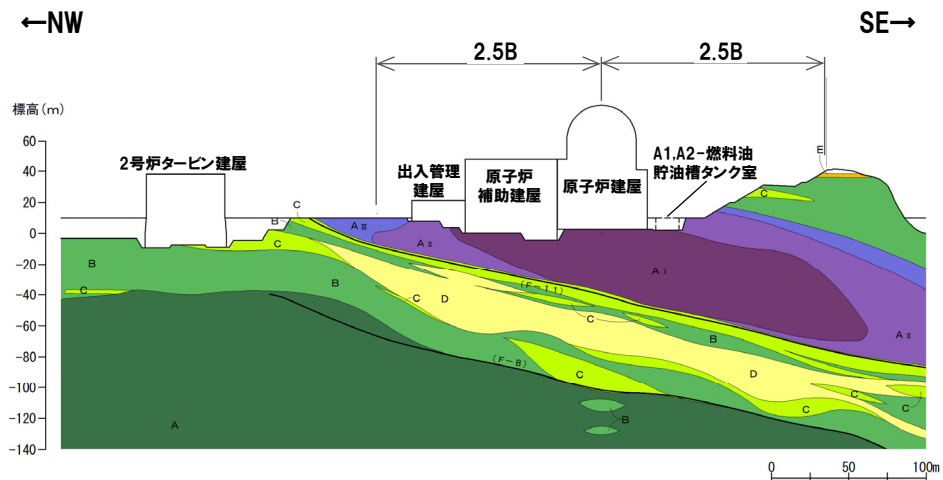 ←NW
SE→
2.5B
2.5B
標高(m)
60
40
20
0
-20
-40
-60
-80
-100
-120
-140
2号炉タービン建屋
出入管理
建屋
原子炉
補助建屋
原子炉建屋
A1,A2-燃料油
貯油槽タンク室
E
C
C
B
AⅡ
AⅡ
C
B
AⅠ
C
B
(F-11)
C
D
C
AⅡ
B
(F-8)
C
D
C
C
C
C
A
B
0
50
100m